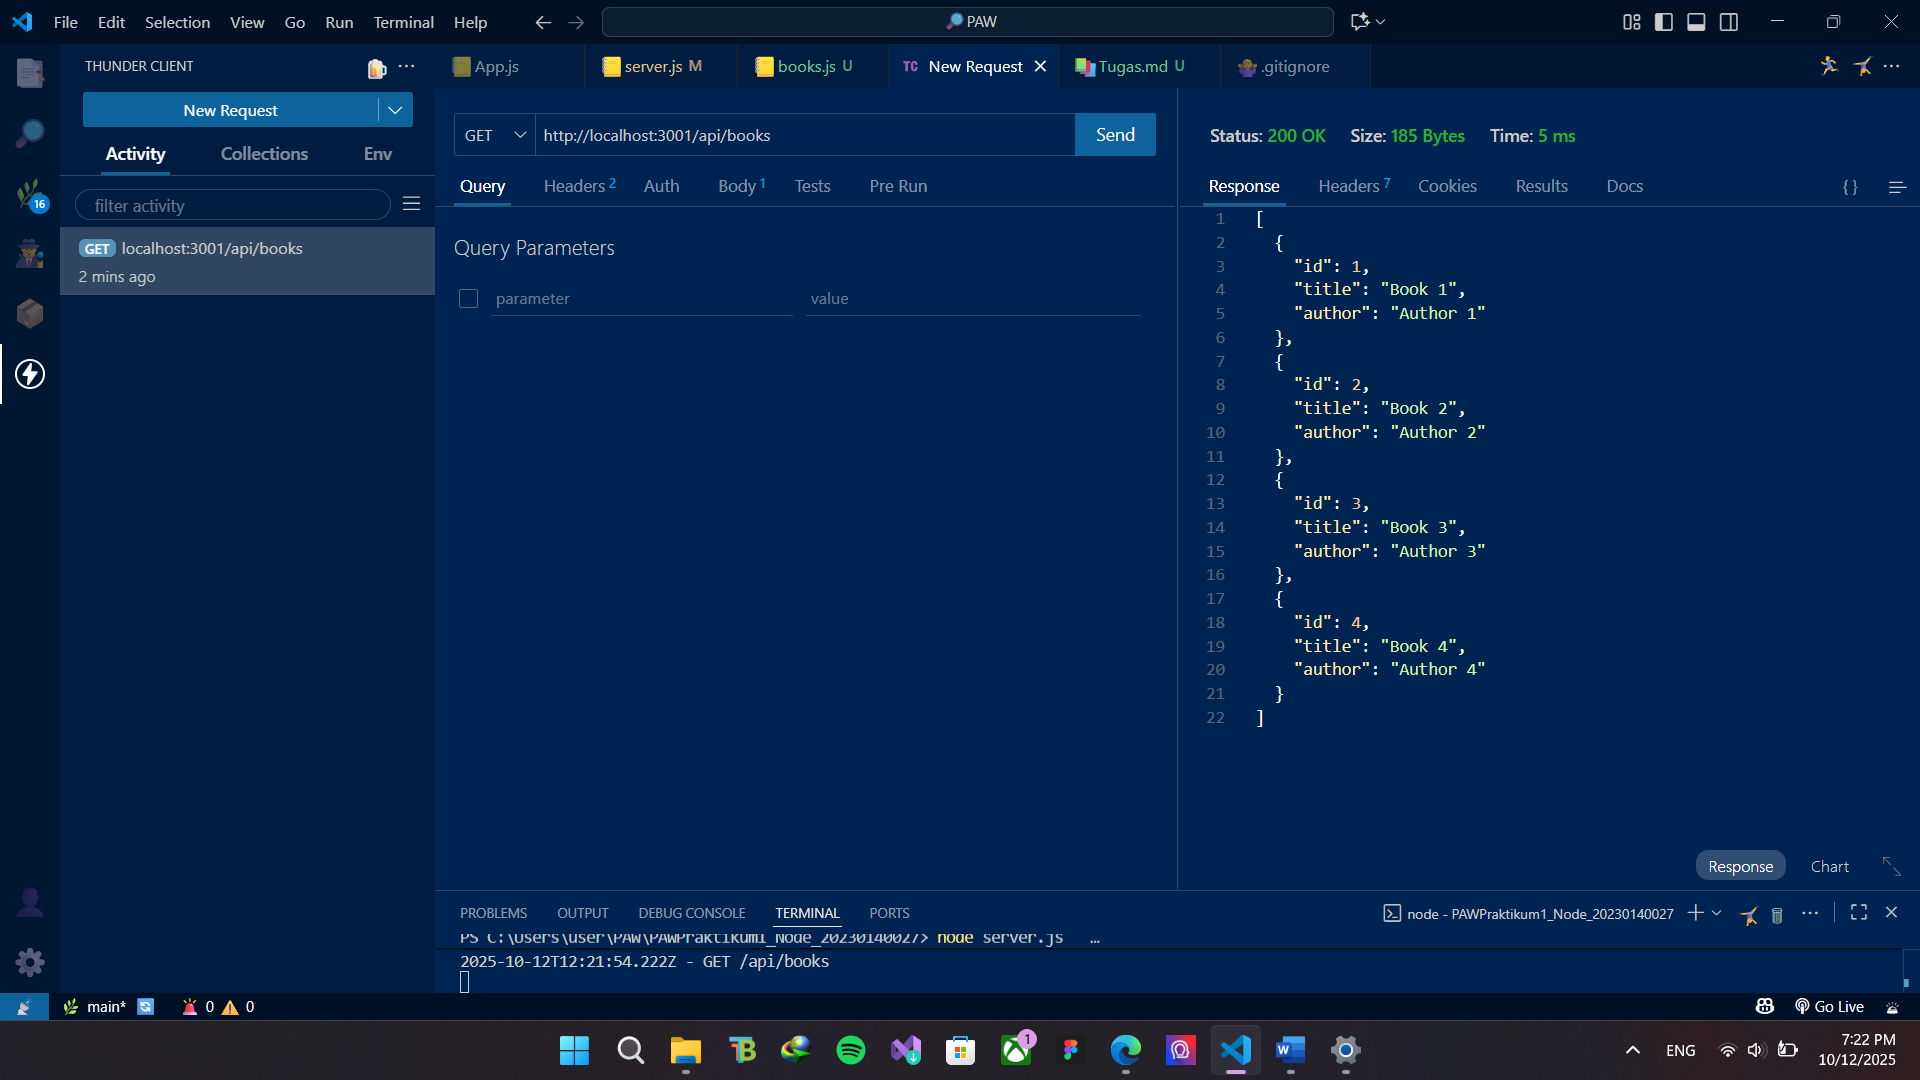 File Edit Selection View Go Run Terminal Help
PAW
THUNDER CLIENT
New Request
Activity Collections Env
filter activity
GET localhost:3001/api/books
2 mins ago
16
App.js
server.js M
books.js U
TC New Request
Tugas.md U
.gitignore
GET http://localhost:3001/api/books Send
Query Headers 2 Auth Body 1 Tests Pre Run
Query Parameters
parameter value
Status: 200 OK Size: 185 Bytes Time: 5 ms
Response Headers 7 Cookies Results Docs {}
1 [
2 {
3 "id": 1,
4 "title": "Book 1",
5 "author": "Author 1"
6 },
7 {
8 "id": 2,
9 "title": "Book 2",
10 "author": "Author 2"
11 },
12 {
13 "id": 3,
14 "title": "Book 3",
15 "author": "Author 3"
16 },
17 {
18 "id": 4,
19 "title": "Book 4",
20 "author": "Author 4"
21 }
22 ]
Response Chart
PROBLEMS OUTPUT DEBUG CONSOLE TERMINAL PORTS
node - PAWPraktikum1_Node_20230140027
PS C:\Users\user\PAW\PAWPraktikum1_Node_20230140027> node server.js ...
2025-10-12T12:21:54.222Z - GET /api/books
main* 0 0
Go Live
1
ENG
7:22 PM
10/12/2025